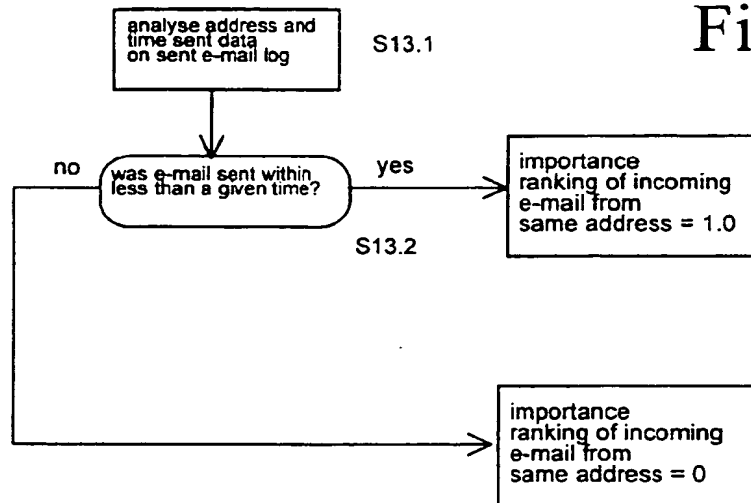 analyse address and
time sent data
on sent e-mail log
S13.1
Fi
no
was e-mail sent within
less than a given time?
yes
S13.2
importance
ranking of incoming
e-mail from
same address = 1.0
importance
ranking of incoming
e-mail from
same address = 0